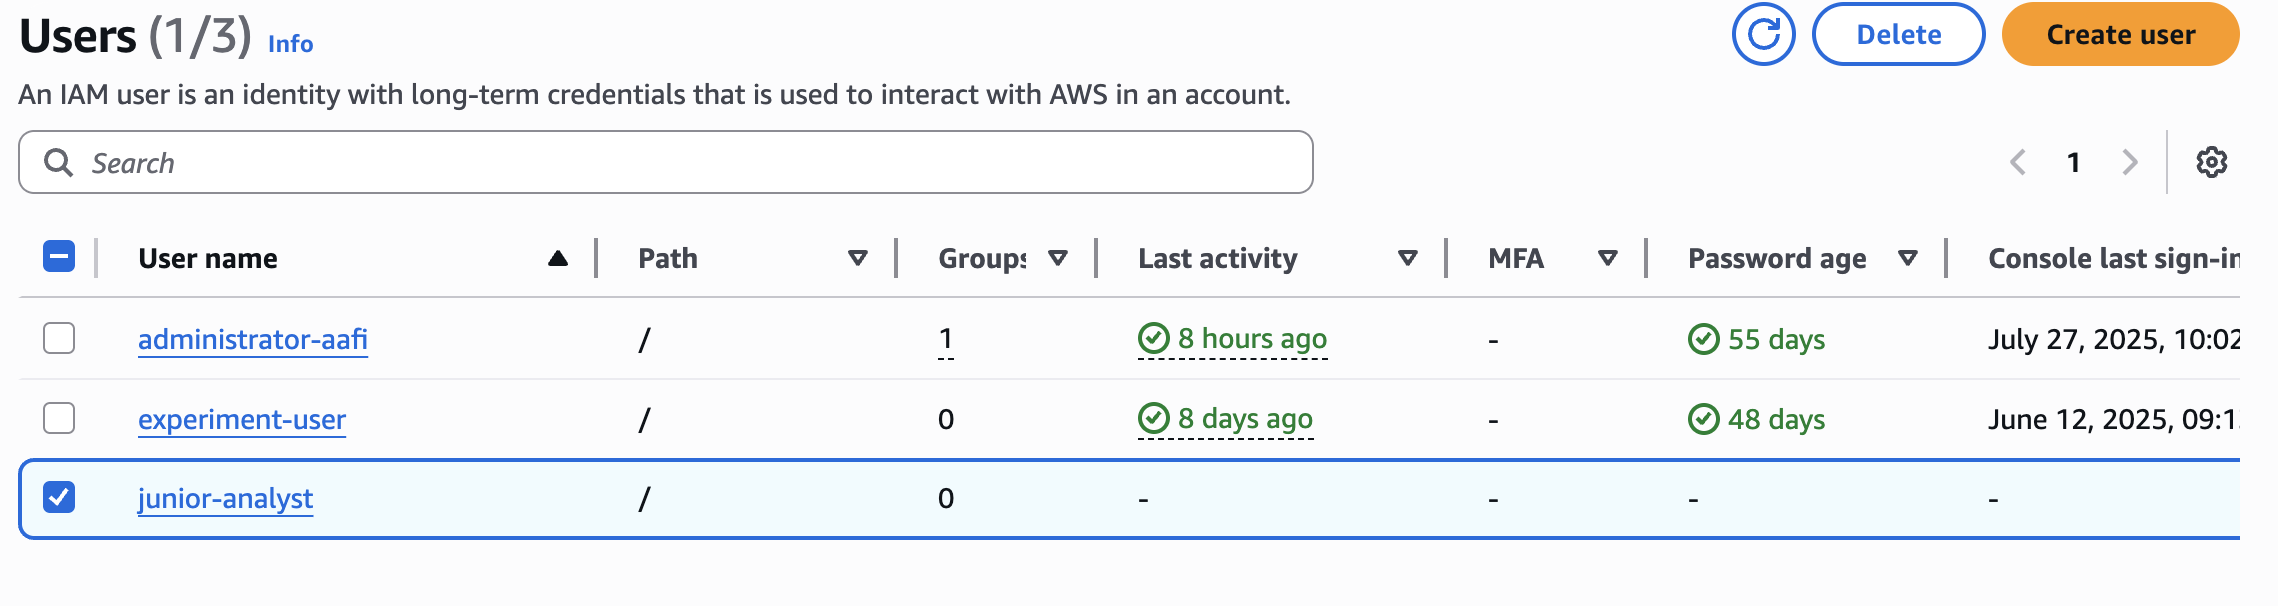 Users (1/3) Info
Delete
Create user
An IAM user is an identity with long-term credentials that is used to interact with AWS in an account.
Search
1
User name Path Groups Last activity MFA Password age Console last sign-in
administrator-aafi / 1 8 hours ago - 55 days July 27, 2025, 10:02
experiment-user / 0 8 days ago - 48 days June 12, 2025, 09:1
junior-analyst / 0 - - - -